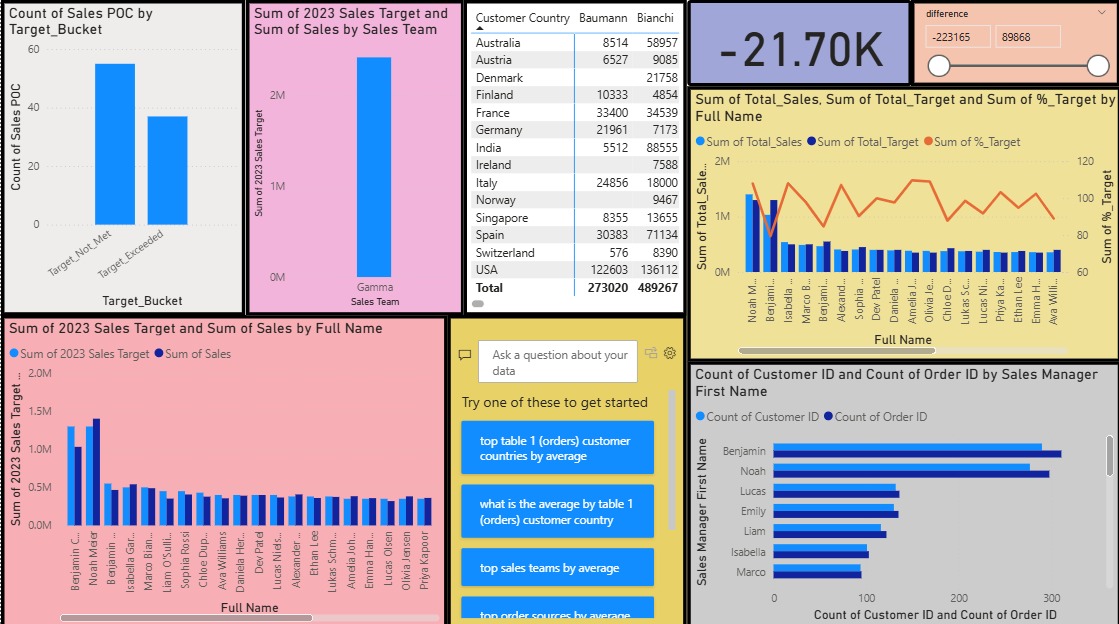 Count of Sales POC by
Target_Bucket
60
40
20
0
Count of Sales POC
Target_Not_Met
Target_Exceeded
Target_Bucket
Sum of 2023 Sales Target and
Sum of Sales by Sales Team
2M
1M
0M
Sum of 2023 Sales Target
Gamma
Sales Team
Customer Country Baumann Bianchi
Australia 8514 58957
Austria 6527 9085
Denmark 21758
Finland 10333 4854
France 33400 34539
Germany 21961 7173
India 5512 88555
Ireland 7588
Italy 24856 18000
Norway 9467
Singapore 8355 13655
Spain 30383 71134
Switzerland 576 8390
USA 122603 136112
Total 273020 489267
-21.70K
difference
-223165 89868
Sum of Total_Sales, Sum of Total_Target and Sum of %_Target by
Full Name
Sum of Total_Sales Sum of Total_Target Sum of %_Target
2M
1M
0M
Sum of Total_Sale...
120
100
80
60
Sum of %_Target
Noah M...
Benjami...
Isabella ...
Marco B...
Benjami...
Alexand...
Sophia ...
Dev Patel
Daniela ...
Amelia J...
Olivia Je...
Chloe D...
Lukas Sc...
Lucas Ni...
Priya Ka...
Ethan Lee
Emma H...
Ava Willi...
Full Name
Sum of 2023 Sales Target and Sum of Sales by Full Name
Sum of 2023 Sales Target Sum of Sales
2.0M
1.5M
1.0M
0.5M
0.0M
Sum of 2023 Sales Target ...
Benjamin C...
Noah Meier
Benjamin ...
Isabella Gar...
Marco Bian...
Liam O'Sulli...
Sophia Rossi
Chloe Dup...
Ava Williams
Daniela Her...
Dev Patel
Lucas Niels...
Alexander ...
Ethan Lee
Lukas Schm...
Amelia Joh...
Emma Han...
Lucas Olsen
Olivia Jensen
Priya Kapoor
Full Name
Ask a question about your
data
Try one of these to get started
top table 1 (orders) customer
countries by average
what is the average by table 1
(orders) customer country
top sales teams by average
top order sources by average
Count of Customer ID and Count of Order ID by Sales Manager
First Name
Count of Customer ID Count of Order ID
Sales Manager First Name
Benjamin
Noah
Lucas
Emily
Liam
Isabella
Marco
0 200 300
Count of Customer ID and Count of Order ID